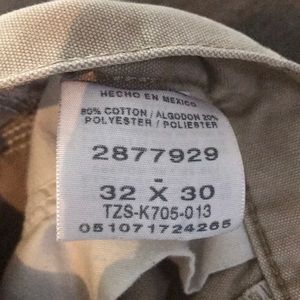 HECHO EN MEXICO
80% COTTON / ALGODON 20%
POLYESTER / POLIESTER
2877929
-
32 X 30
TZS-K705-013
051071724265